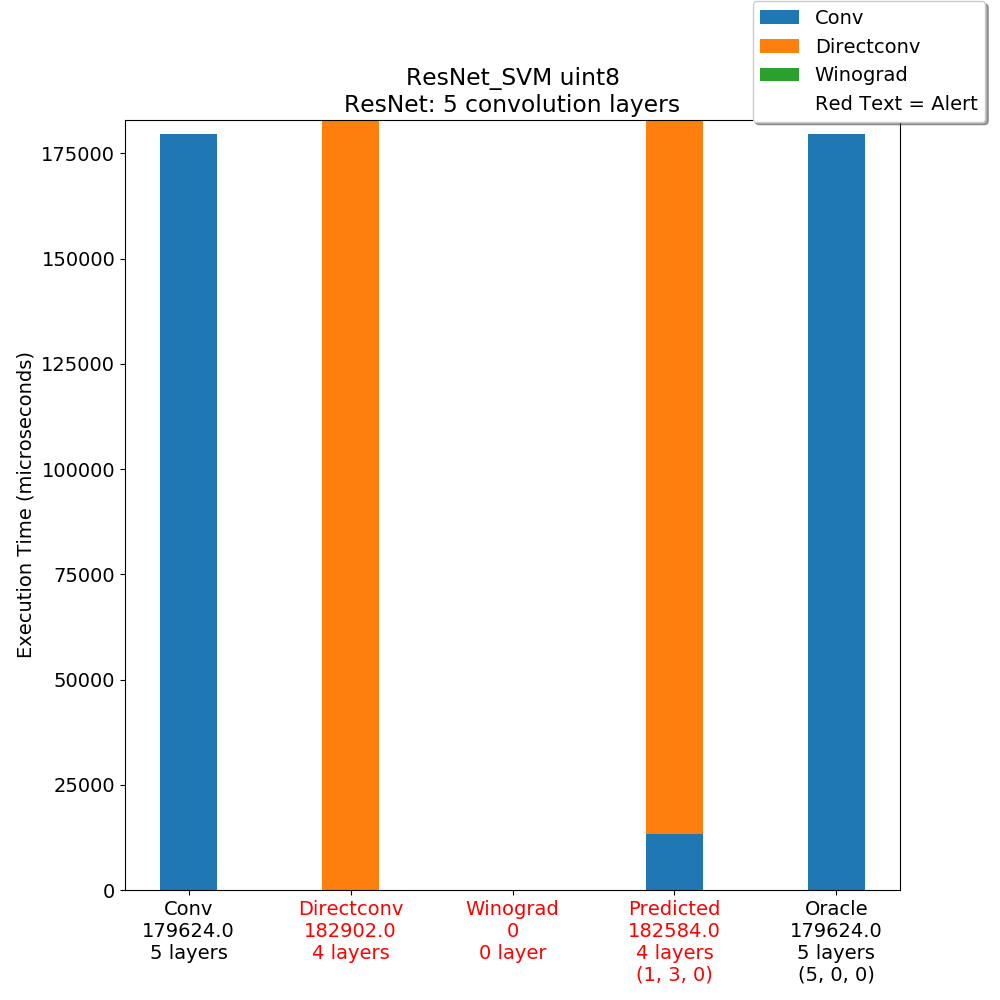 Conv
Directconv
Winograd
Red Text = Alert
ResNet_SVM uint8
ResNet: 5 convolution layers
Execution Time (microseconds)
175000
150000
125000
100000
75000
50000
25000
0
Conv Directconv Winograd Predicted Oracle
179624.0 182902.0 0 182584.0 179624.0
5 layers 4 layers 0 layer 4 layers 5 layers
(1, 3, 0) (5, 0, 0)